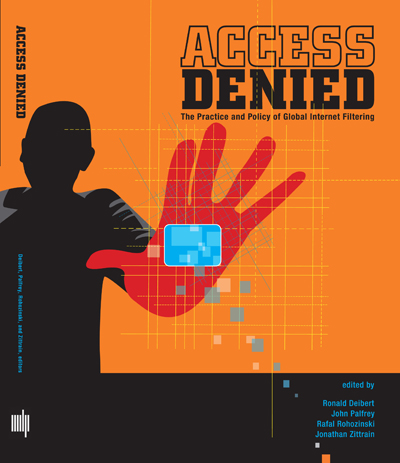 ACCESS DENIED
Deibert, Palfrey, Rohozinski, and Zittrain, editors
ACCESS
DENIED
The Practice and Policy of Global Internet Filtering
edited by
Ronald Deibert
John Palfrey
Rafal Rohozinski
Jonathan Zittrain